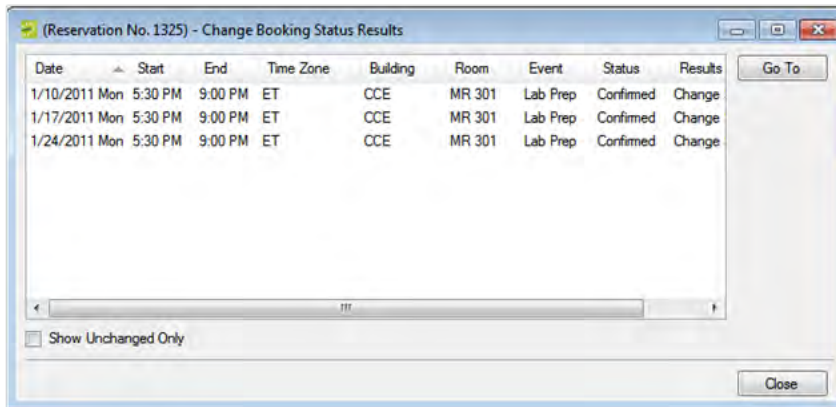 (Reservation No. 1325) - Change Booking Status Results
Date Start End Time Zone Building Room Event Status Results Go To
1/10/2011 Mon 5:30 PM 9:00 PM ET CCE MR 301 Lab Prep Confirmed Change
1/17/2011 Mon 5:30 PM 9:00 PM ET CCE MR 301 Lab Prep Confirmed Change
1/24/2011 Mon 5:30 PM 9:00 PM ET CCE MR 301 Lab Prep Confirmed Change
Show Unchanged Only
Close